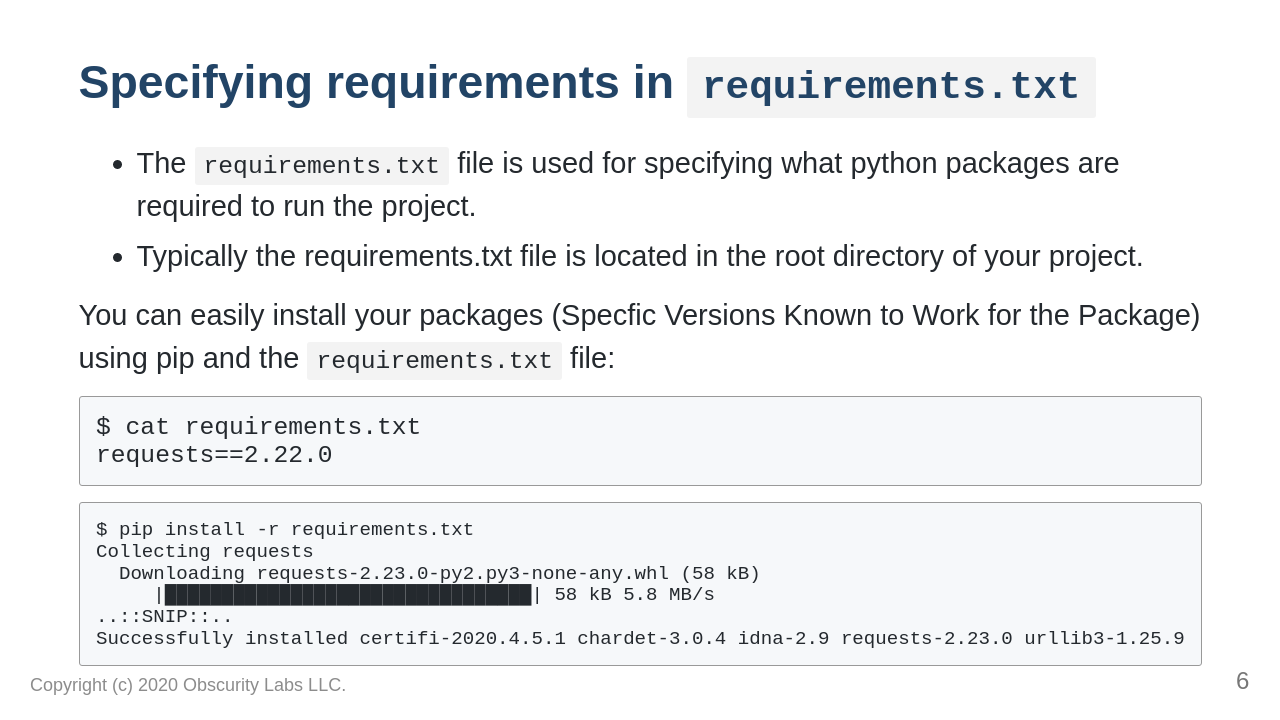 Specifying requirements in requirements.txt
• The requirements.txt file is used for specifying what python packages are
required to run the project.
• Typically the requirements.txt file is located in the root directory of your project.
You can easily install your packages (Specfic Versions Known to Work for the Package)
using pip and the requirements.txt file:
$ cat requirements.txt
requests==2.22.0
$ pip install -r requirements.txt
Collecting requests
  Downloading requests-2.23.0-py2.py3-none-any.whl (58 kB)
     |████████████████████████████████| 58 kB 5.8 MB/s
..::SNIP::..
Successfully installed certifi-2020.4.5.1 chardet-3.0.4 idna-2.9 requests-2.23.0 urllib3-1.25.9
Copyright (c) 2020 Obscurity Labs LLC.
6